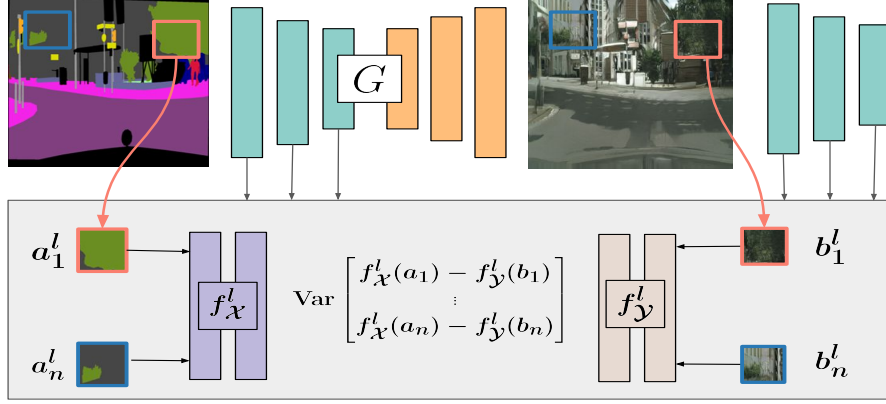 G
a_1^l
f_𝒳^l
Var [ f_𝒳^l(a_1) − f_𝒴^l(b_1)
⋮
f_𝒳^l(a_n) − f_𝒴^l(b_n) ]
f_𝒴^l
b_1^l
a_n^l
b_n^l